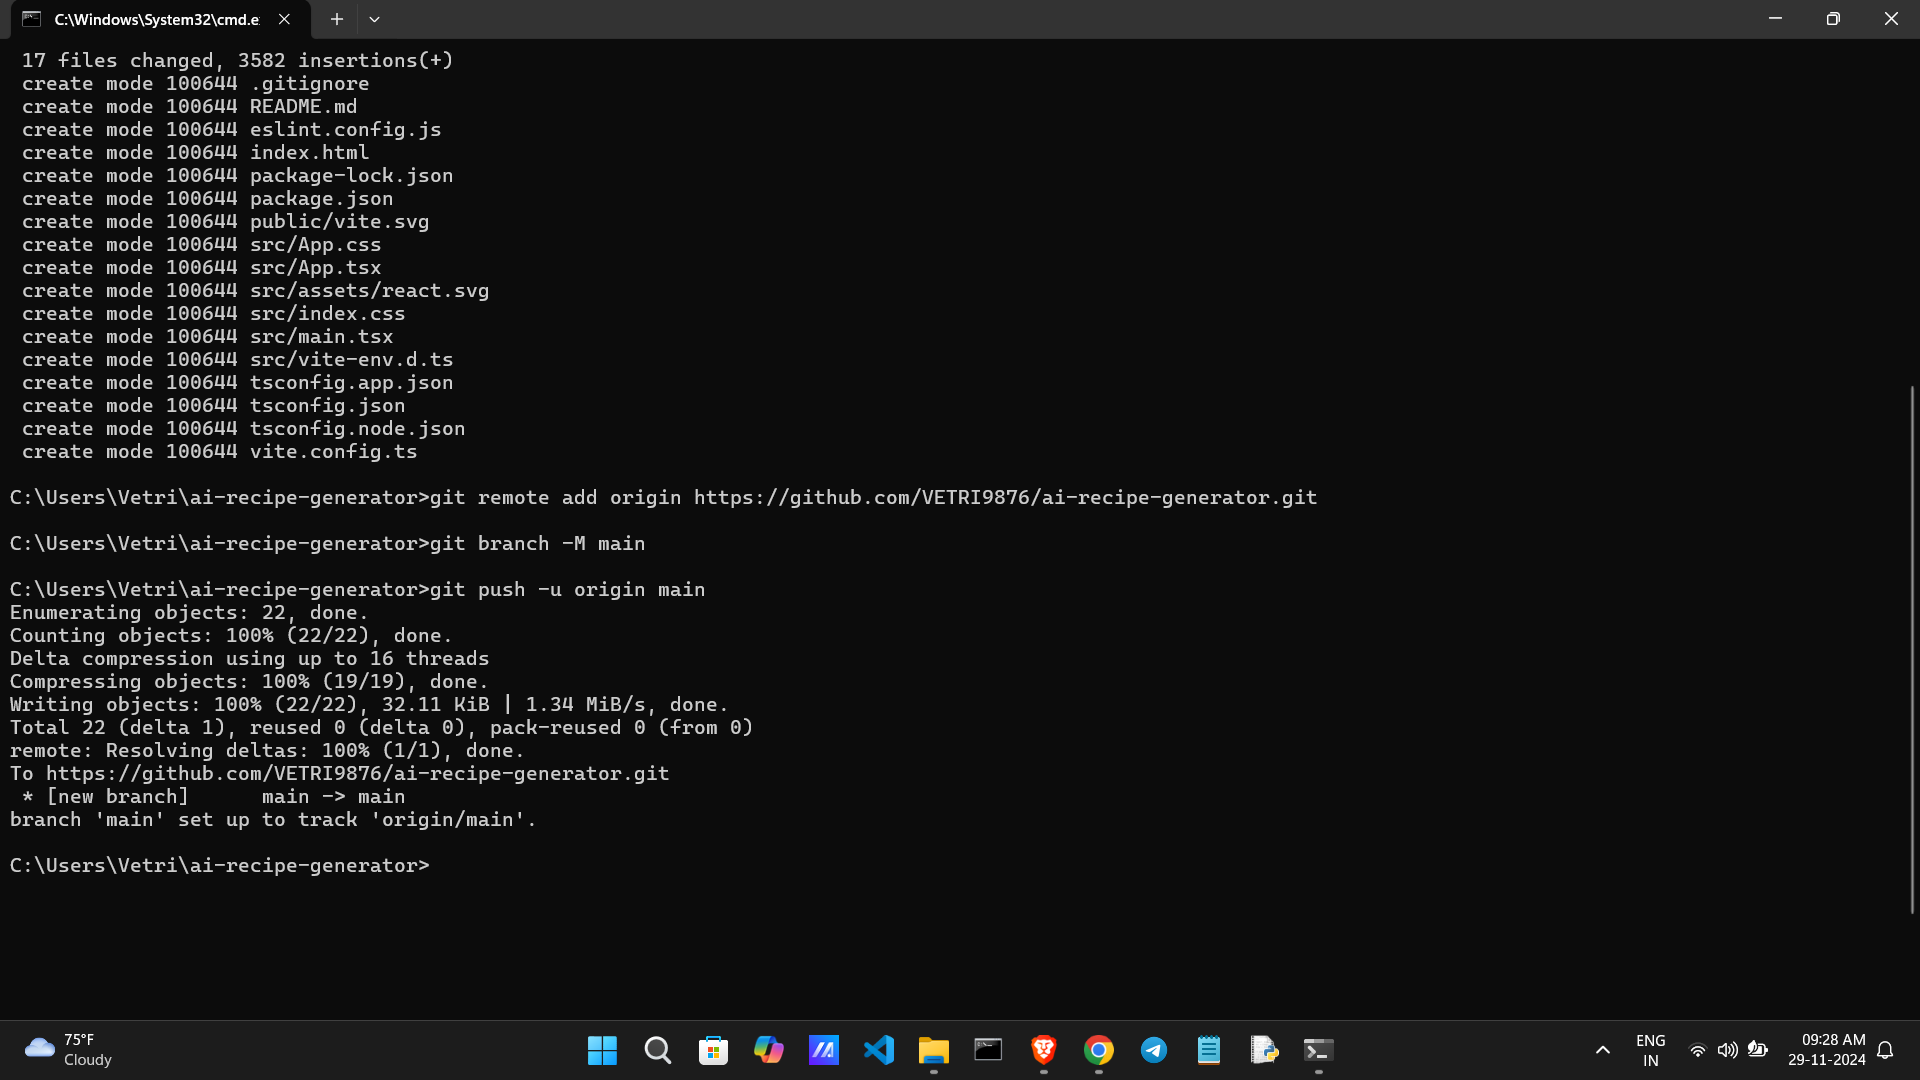 C:\Windows\System32\cmd.e
17 files changed, 3582 insertions(+)
create mode 100644 .gitignore
create mode 100644 README.md
create mode 100644 eslint.config.js
create mode 100644 index.html
create mode 100644 package-lock.json
create mode 100644 package.json
create mode 100644 public/vite.svg
create mode 100644 src/App.css
create mode 100644 src/App.tsx
create mode 100644 src/assets/react.svg
create mode 100644 src/index.css
create mode 100644 src/main.tsx
create mode 100644 src/vite-env.d.ts
create mode 100644 tsconfig.app.json
create mode 100644 tsconfig.json
create mode 100644 tsconfig.node.json
create mode 100644 vite.config.ts
C:\Users\Vetri\ai-recipe-generator>git remote add origin https://github.com/VETRI9876/ai-recipe-generator.git
C:\Users\Vetri\ai-recipe-generator>git branch -M main
C:\Users\Vetri\ai-recipe-generator>git push -u origin main
Enumerating objects: 22, done.
Counting objects: 100% (22/22), done.
Delta compression using up to 16 threads
Compressing objects: 100% (19/19), done.
Writing objects: 100% (22/22), 32.11 KiB | 1.34 MiB/s, done.
Total 22 (delta 1), reused 0 (delta 0), pack-reused 0 (from 0)
remote: Resolving deltas: 100% (1/1), done.
To https://github.com/VETRI9876/ai-recipe-generator.git
 * [new branch]      main -> main
branch 'main' set up to track 'origin/main'.
C:\Users\Vetri\ai-recipe-generator>
75°F
Cloudy
ENG
IN
09:28 AM
29-11-2024